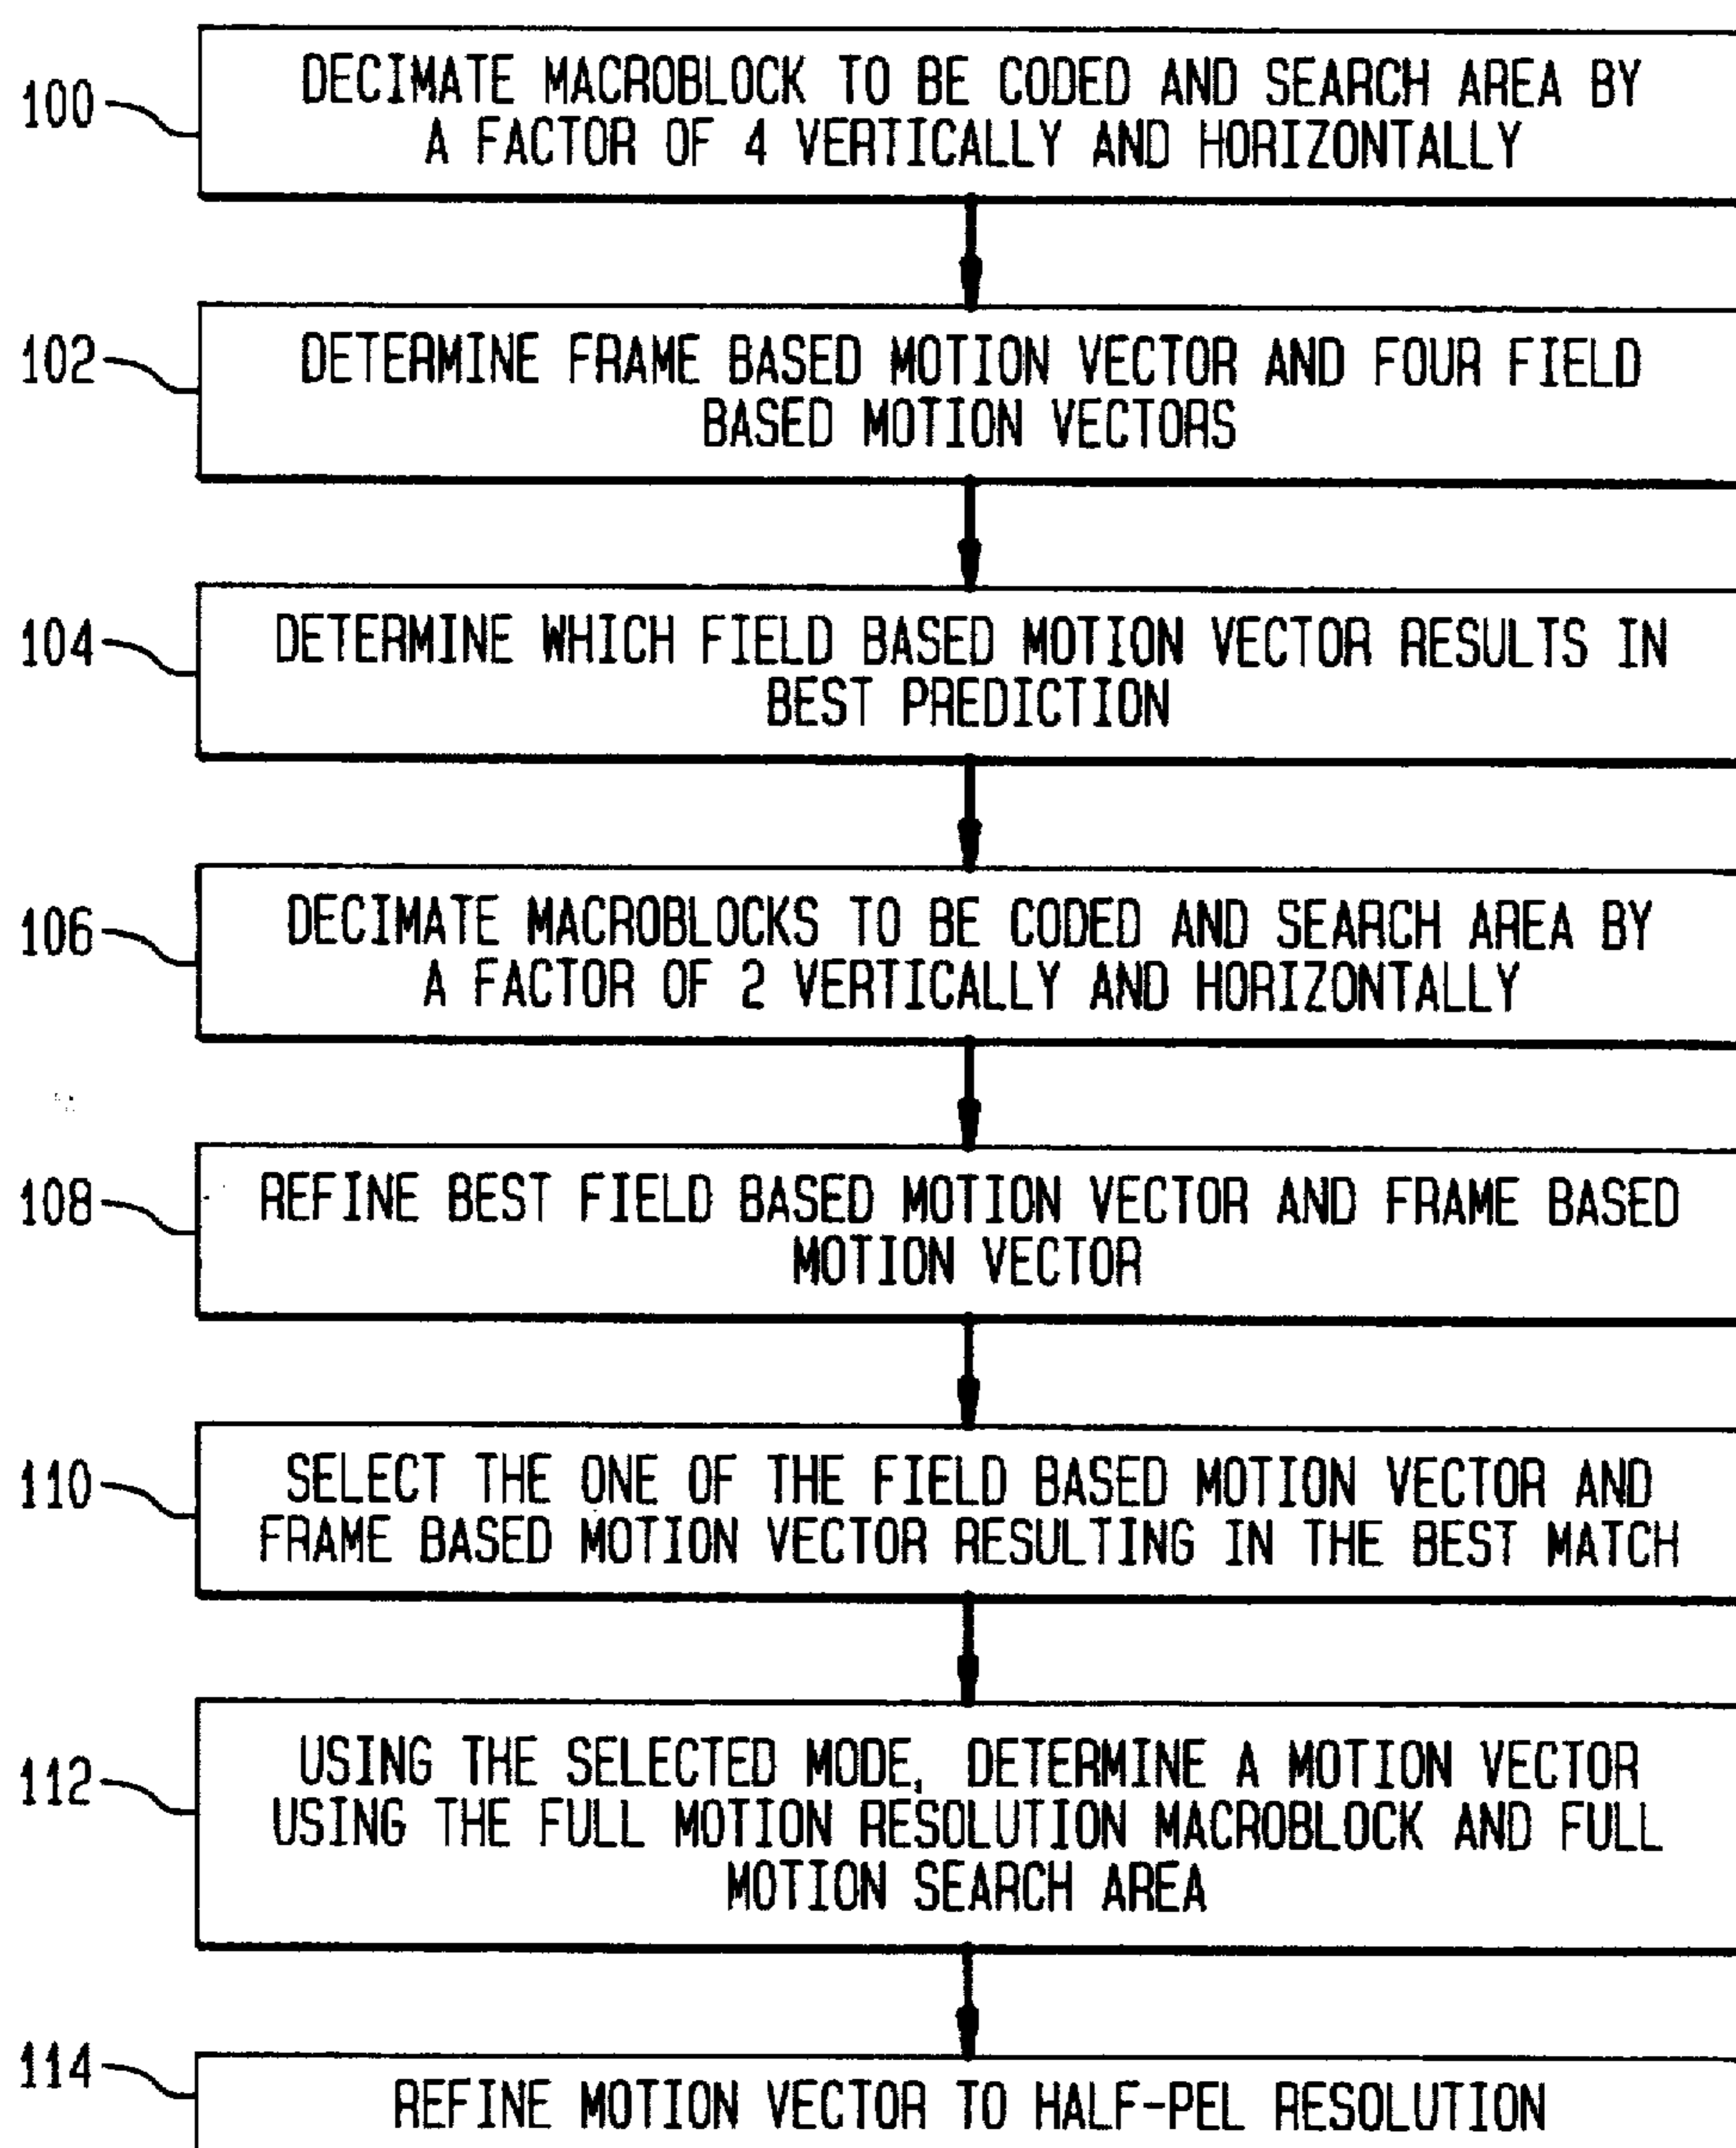 100
DECIMATE MACROBLOCK TO BE CODED AND SEARCH AREA BY
A FACTOR OF 4 VERTICALLY AND HORIZONTALLY
102
DETERMINE FRAME BASED MOTION VECTOR AND FOUR FIELD
BASED MOTION VECTORS
104
DETERMINE WHICH FIELD BASED MOTION VECTOR RESULTS IN
BEST PREDICTION
106
DECIMATE MACROBLOCKS TO BE CODED AND SEARCH AREA BY
A FACTOR OF 2 VERTICALLY AND HORIZONTALLY
108
REFINE BEST FIELD BASED MOTION VECTOR AND FRAME BASED
MOTION VECTOR
110
SELECT THE ONE OF THE FIELD BASED MOTION VECTOR AND
FRAME BASED MOTION VECTOR RESULTING IN THE BEST MATCH
112
USING THE SELECTED MODE, DETERMINE A MOTION VECTOR
USING THE FULL MOTION RESOLUTION MACROBLOCK AND FULL
MOTION SEARCH AREA
114
REFINE MOTION VECTOR TO HALF-PEL RESOLUTION